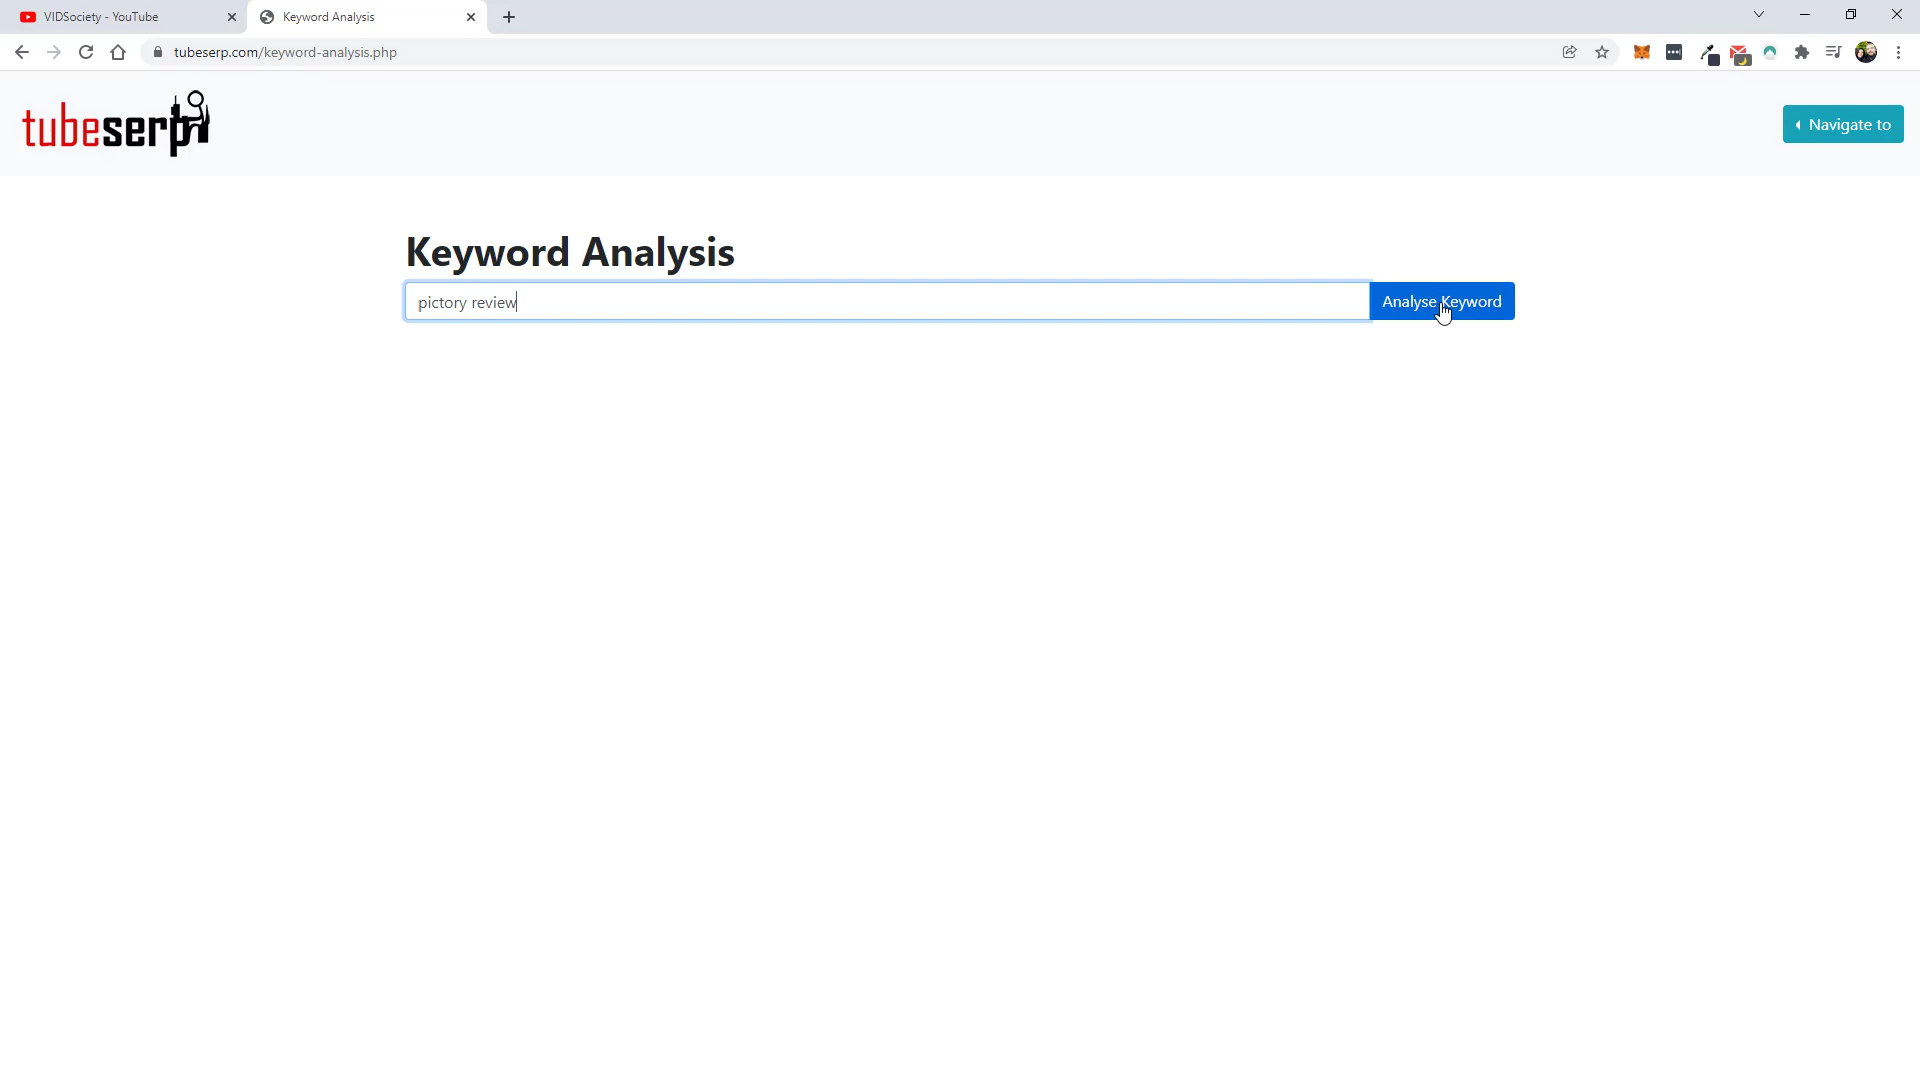 VIDSociety - YouTube
Keyword Analysis
tubeserp.com/keyword-analysis.php
tubeserp
Navigate to
Keyword Analysis
pictory review
Analyse Keyword